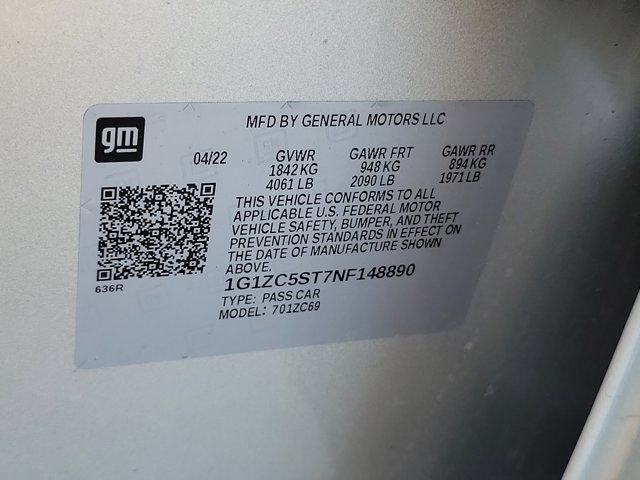 gm
MFD BY GENERAL MOTORS LLC
04/22 GVWR GAWR FRT GAWR RR
1842 KG 948 KG 894 KG
4061 LB 2090 LB 1971 LB
THIS VEHICLE CONFORMS TO ALL
APPLICABLE U.S. FEDERAL MOTOR
VEHICLE SAFETY, BUMPER, AND THEFT
PREVENTION STANDARDS IN EFFECT ON
THE DATE OF MANUFACTURE SHOWN
ABOVE.
636R
1G1ZC5ST7NF148890
TYPE: PASS CAR
MODEL: 701ZC69